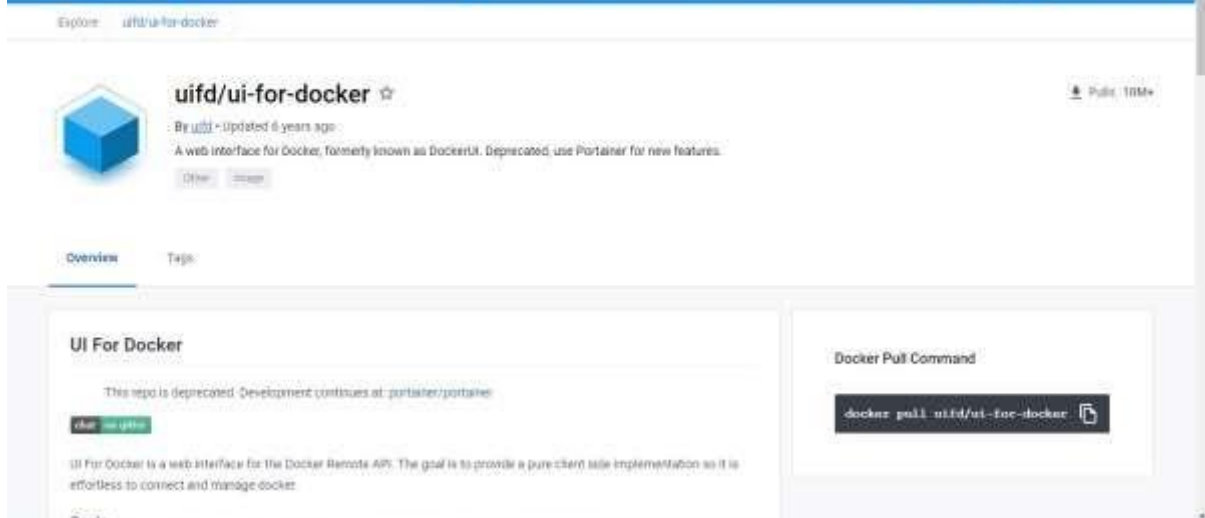 Explore uifd/ui-for-docker
uifd/ui-for-docker
Pulls 10M+
By uifd • Updated 6 years ago
A web interface for Docker, formerly known as DockerUI. Deprecated, use Portainer for new features.
Other Image
Overview Tags
UI For Docker
This repo is deprecated. Development continues at: portainer/portainer
chat on gitter
UI For Docker is a web interface for the Docker Remote API. The goal is to provide a pure client side implementation so it is
effortless to connect and manage docker.
Docker Pull Command
docker pull uifd/ui-for-docker